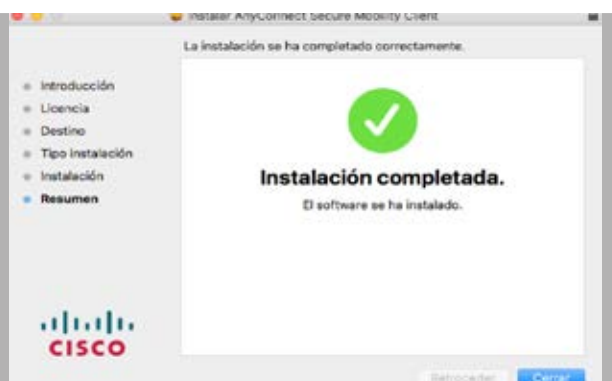 Instalar AnyConnect Secure Mobility Client
La instalación se ha completado correctamente.
Introducción
Licencia
Destino
Tipo instalación
Instalación
Resumen
Instalación completada.
El software se ha instalado.
CISCO
Retroceder
Cerrar